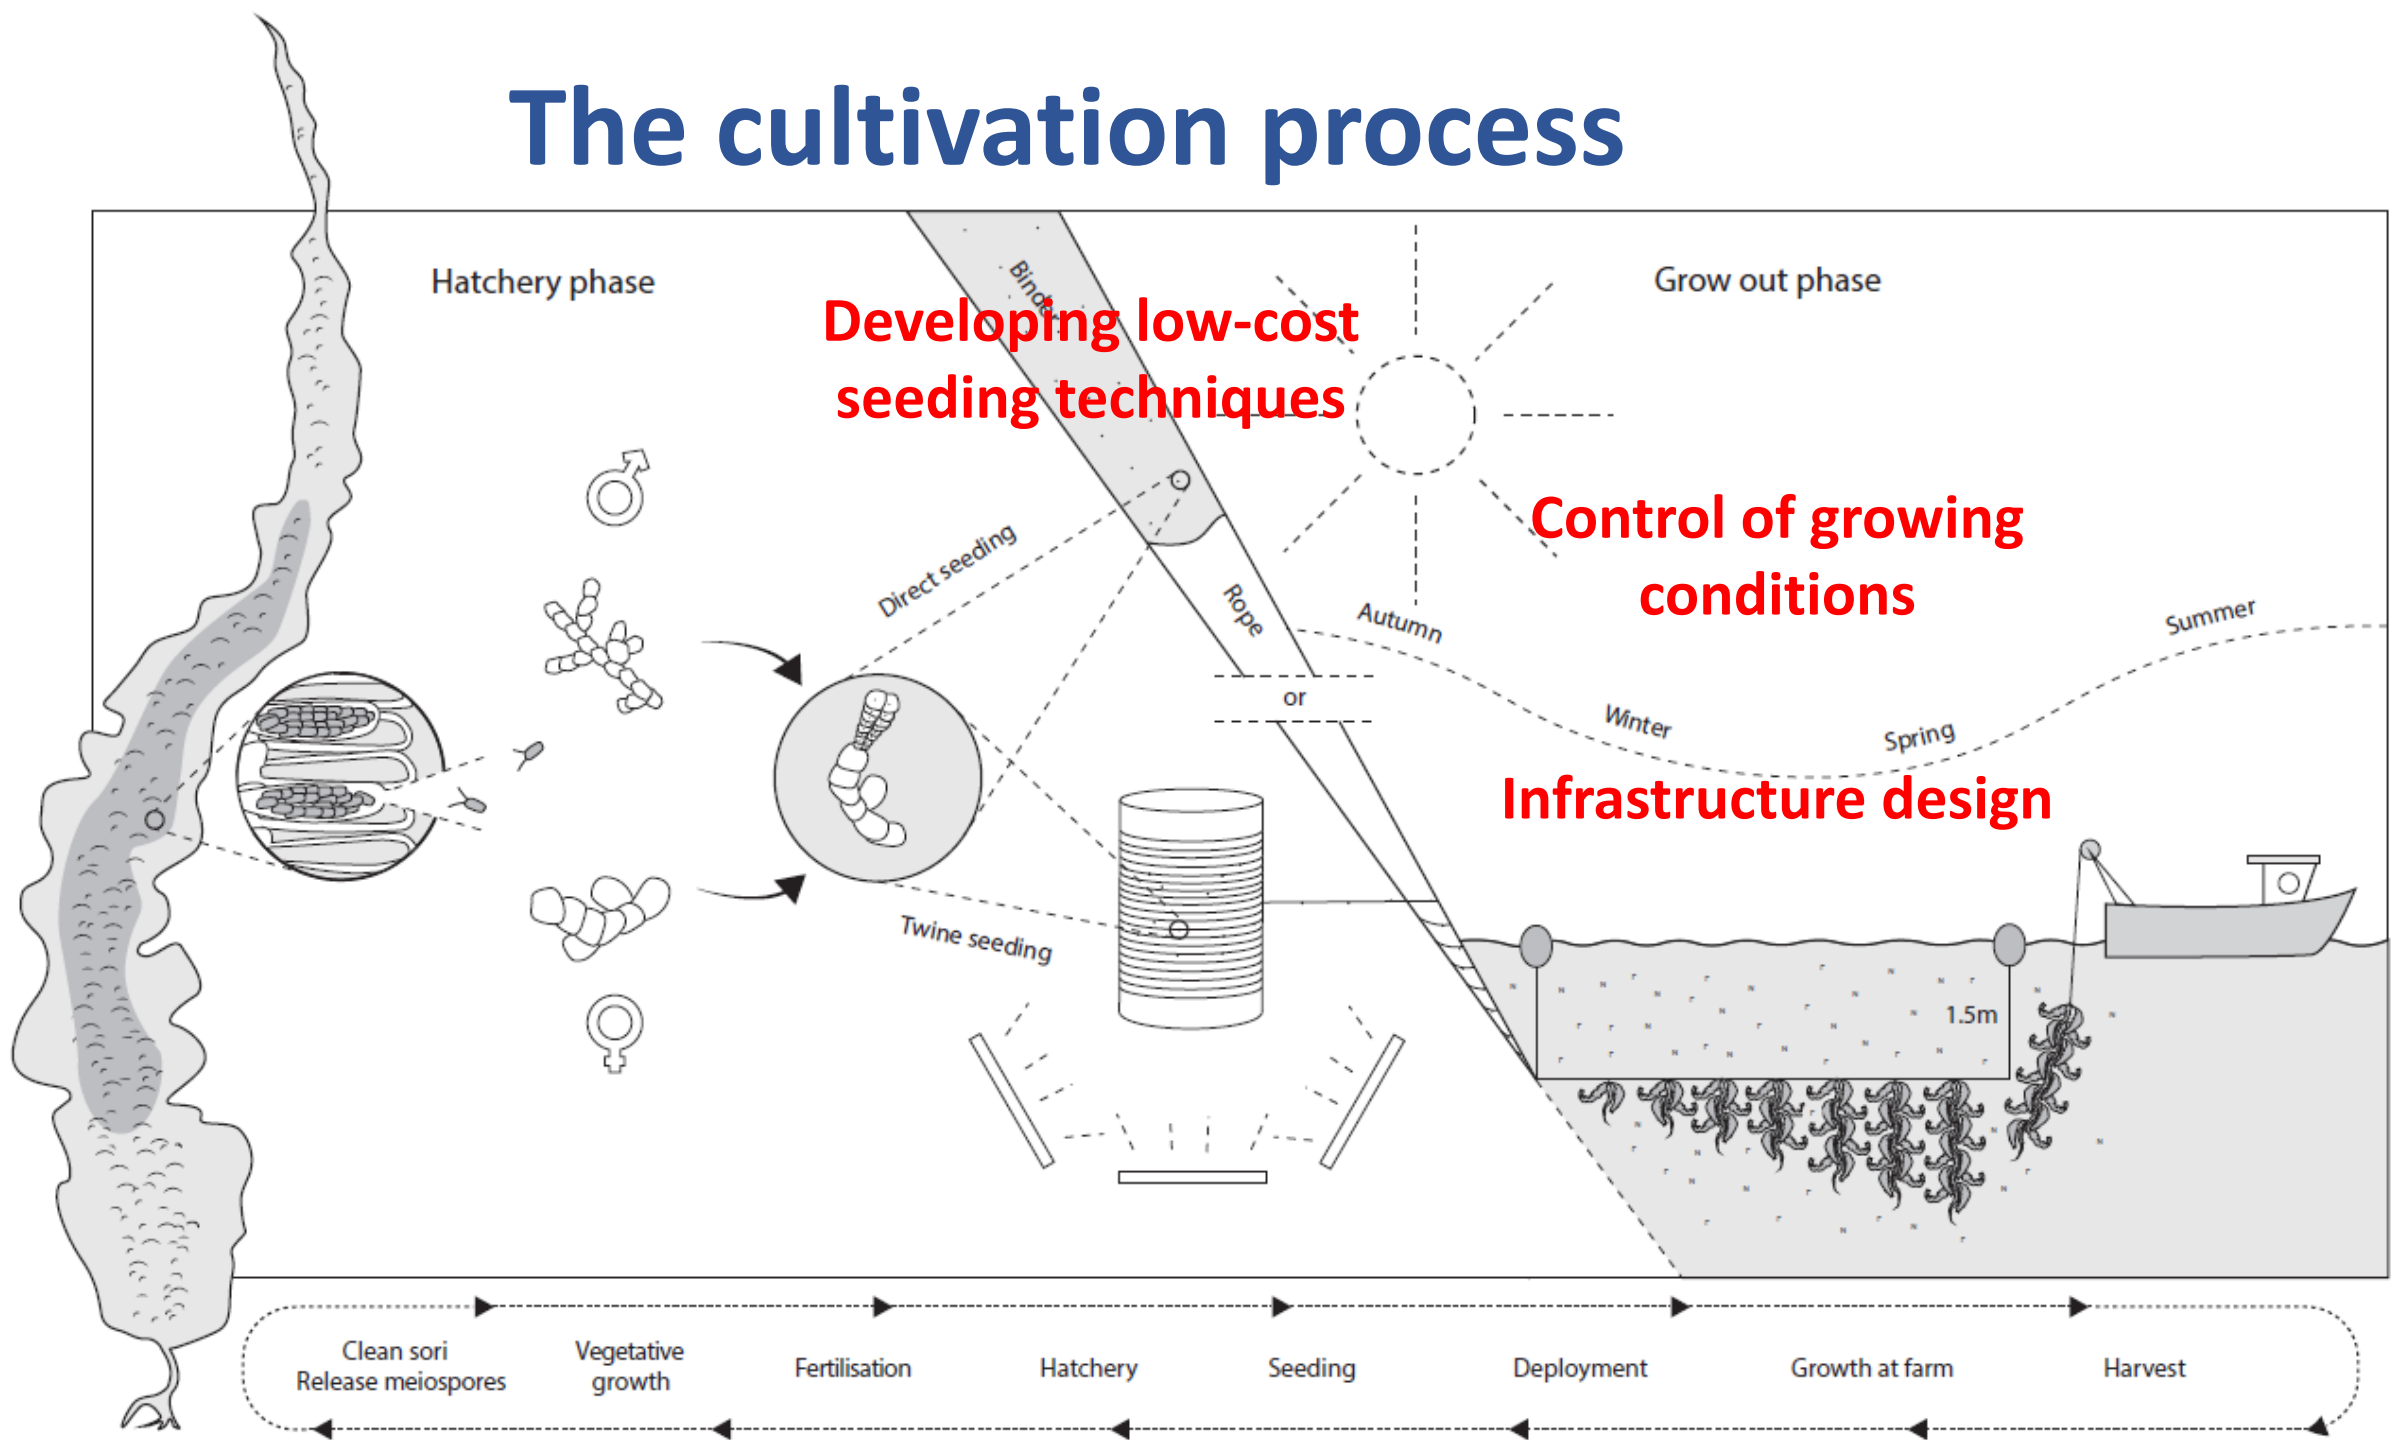 The cultivation process
Hatchery phase
Binder
Grow out phase
Developing low-cost
seeding techniques
Control of growing
conditions
Direct seeding
Rope
Autumn
Winter
Spring
Summer
or
Infrastructure design
Twine seeding
1.5m
Clean sori
Release meiospores
Vegetative
growth
Fertilisation
Hatchery
Seeding
Deployment
Growth at farm
Harvest